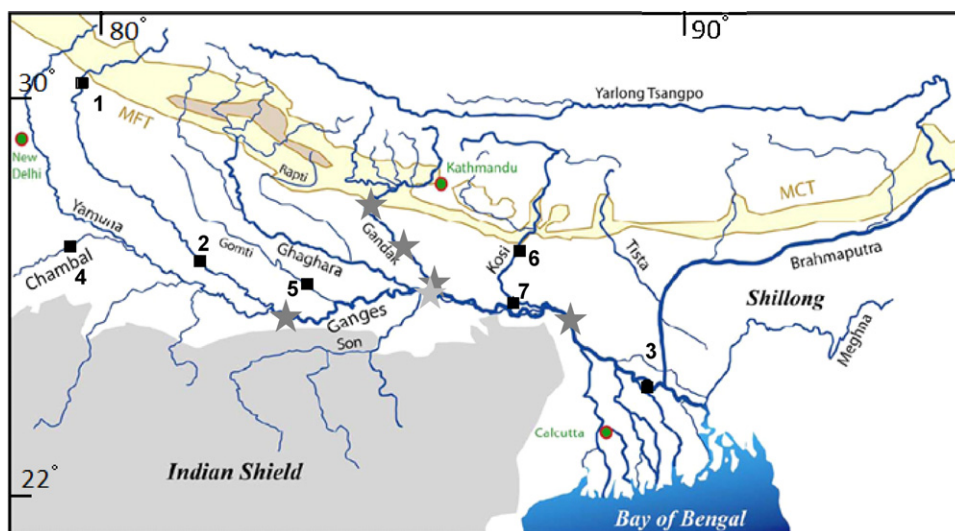 80°
90°
30°
1
MFT
Yarlong Tsangpo
New
Delhi
Rapti
Kathmandu
MCT
Yamuna
Gandak
Chambal
4
2
Gomti
Ghaghara
5
Kosi
6
7
Tista
Brahmaputra
Shillong
Ganges
Son
Meghna
3
Calcutta
Indian Shield
22°
Bay of Bengal